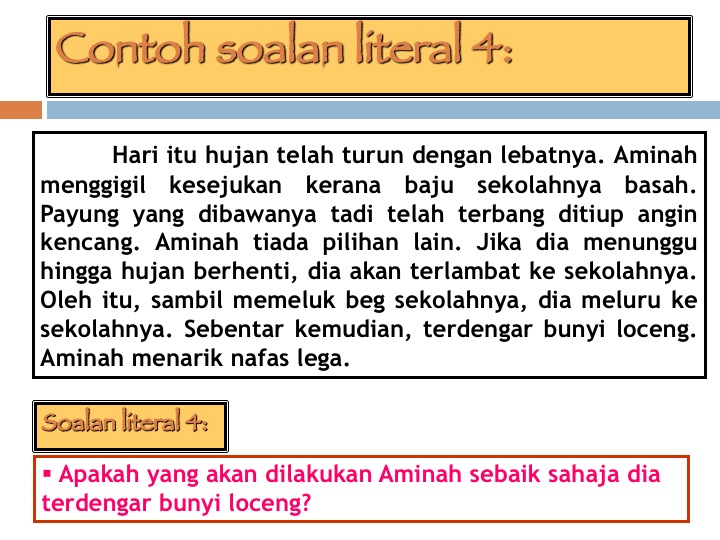 Contoh soalan literal 4:
Hari itu hujan telah turun dengan lebatnya. Aminah
menggigil kesejukan kerana baju sekolahnya basah.
Payung yang dibawanya tadi telah terbang ditiup angin
kencang. Aminah tiada pilihan lain. Jika dia menunggu
hingga hujan berhenti, dia akan terlambat ke sekolahnya.
Oleh itu, sambil memeluk beg sekolahnya, dia meluru ke
sekolahnya. Sebentar kemudian, terdengar bunyi loceng.
Aminah menarik nafas lega.
Soalan literal 4:
▪ Apakah yang akan dilakukan Aminah sebaik sahaja dia
terdengar bunyi loceng?